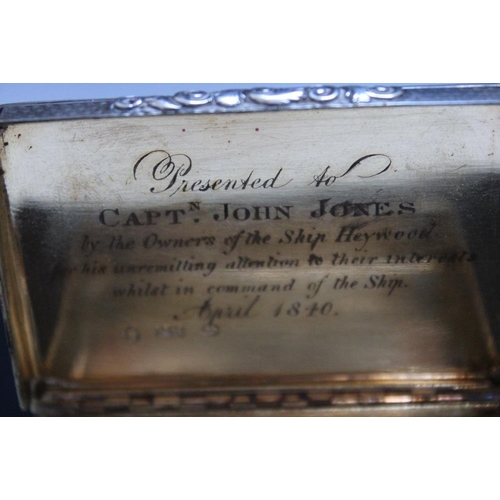 Presented to
CAPTN. JOHN JONES
by the Owners of the Ship Heywood
for his unremitting attention to their interests
whilst in command of the Ship.
April 1840.